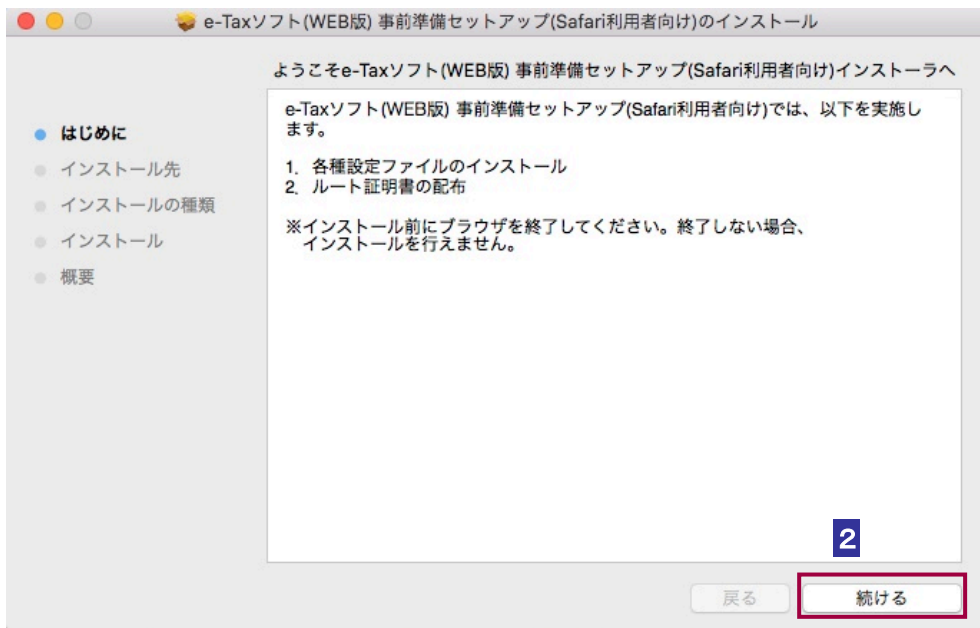 e-Taxソフト(WEB版) 事前準備セットアップ(Safari利用者向け)のインストール
ようこそe-Taxソフト(WEB版) 事前準備セットアップ(Safari利用者向け)インストーラへ
はじめに
インストール先
インストールの種類
インストール
概要
e-Taxソフト(WEB版) 事前準備セットアップ(Safari利用者向け)では、以下を実施し
ます。
1．各種設定ファイルのインストール
2．ルート証明書の配布
※インストール前にブラウザを終了してください。終了しない場合、
インストールを行えません。
2
戻る
続ける